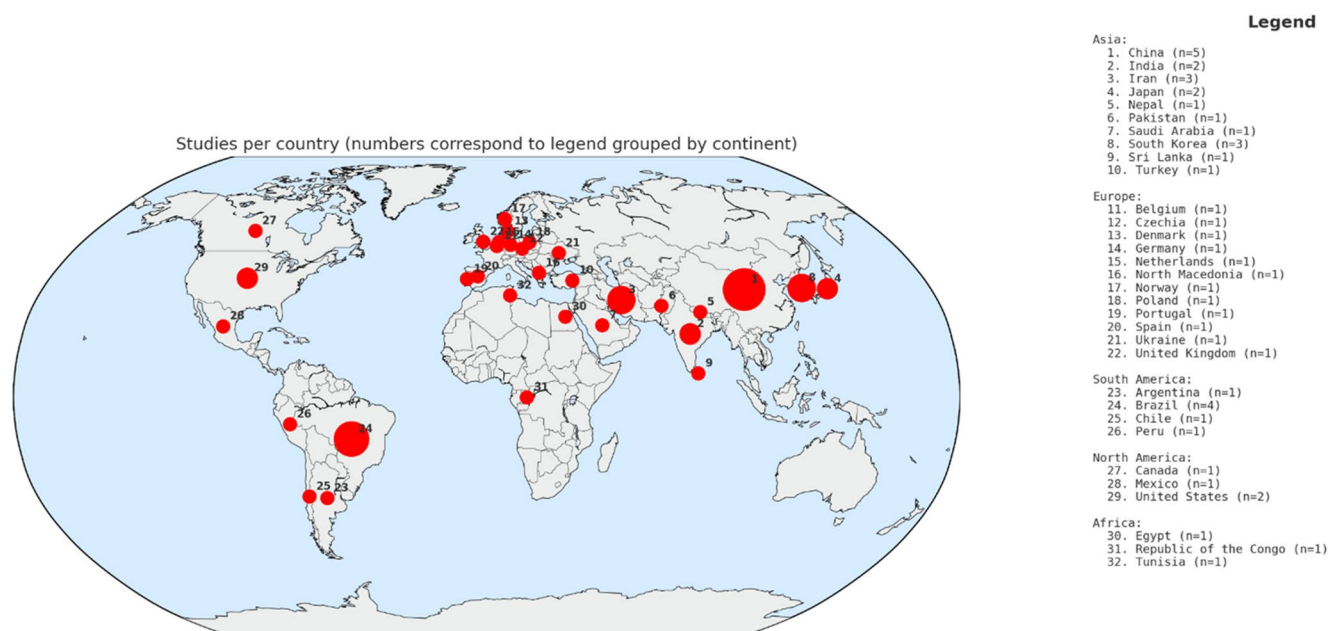 Legend
Asia:
1. China (n=5)
2. India (n=2)
3. Iran (n=3)
4. Japan (n=2)
5. Nepal (n=1)
6. Pakistan (n=1)
7. Saudi Arabia (n=1)
8. South Korea (n=3)
9. Sri Lanka (n=1)
10. Turkey (n=1)
Europe:
11. Belgium (n=1)
12. Czechia (n=1)
13. Denmark (n=1)
14. Germany (n=1)
15. Netherlands (n=1)
16. North Macedonia (n=1)
17. Norway (n=1)
18. Poland (n=1)
19. Portugal (n=1)
20. Spain (n=1)
21. Ukraine (n=1)
22. United Kingdom (n=1)
South America:
23. Argentina (n=1)
24. Brazil (n=4)
25. Chile (n=1)
26. Peru (n=1)
North America:
27. Canada (n=1)
28. Mexico (n=1)
29. United States (n=2)
Africa:
30. Egypt (n=1)
31. Republic of the Congo (n=1)
32. Tunisia (n=1)
Studies per country (numbers correspond to legend grouped by continent)
17
27
13
18
22
21
16
19 20
29
10
32
1
3
8
4
6
5
30
28
7
2
9
31
26
24
25 23